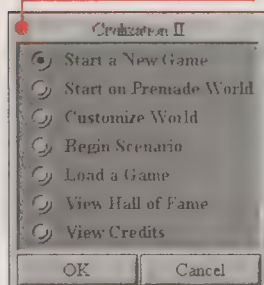 Civilization II
Start a New Game
Start on Premade World
Customize World
Begin Scenario
Load a Game
View Hall of Fame
View Credits
OK
Cancel